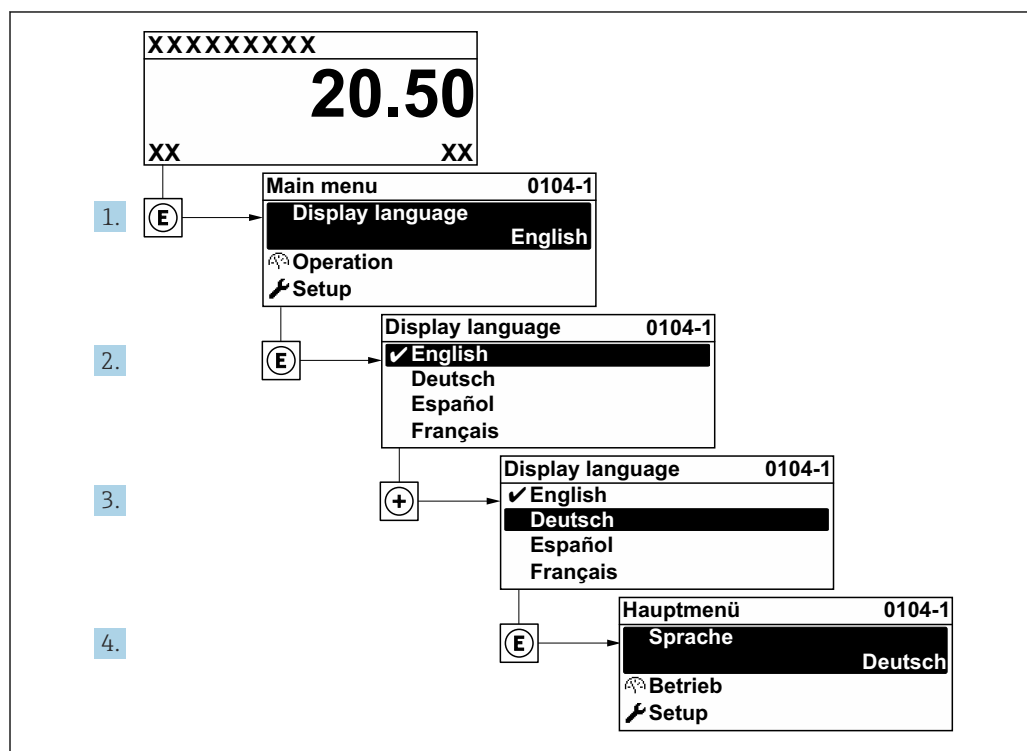 XXXXXXXXX
20.50
XX XX
1. E
Main menu 0104-1
Display language
English
Operation
Setup
2. E
Display language 0104-1
✔English
Deutsch
Español
Français
3. +
Display language 0104-1
✔English
Deutsch
Español
Français
4. E
Hauptmenü 0104-1
Sprache
Deutsch
Betrieb
Setup